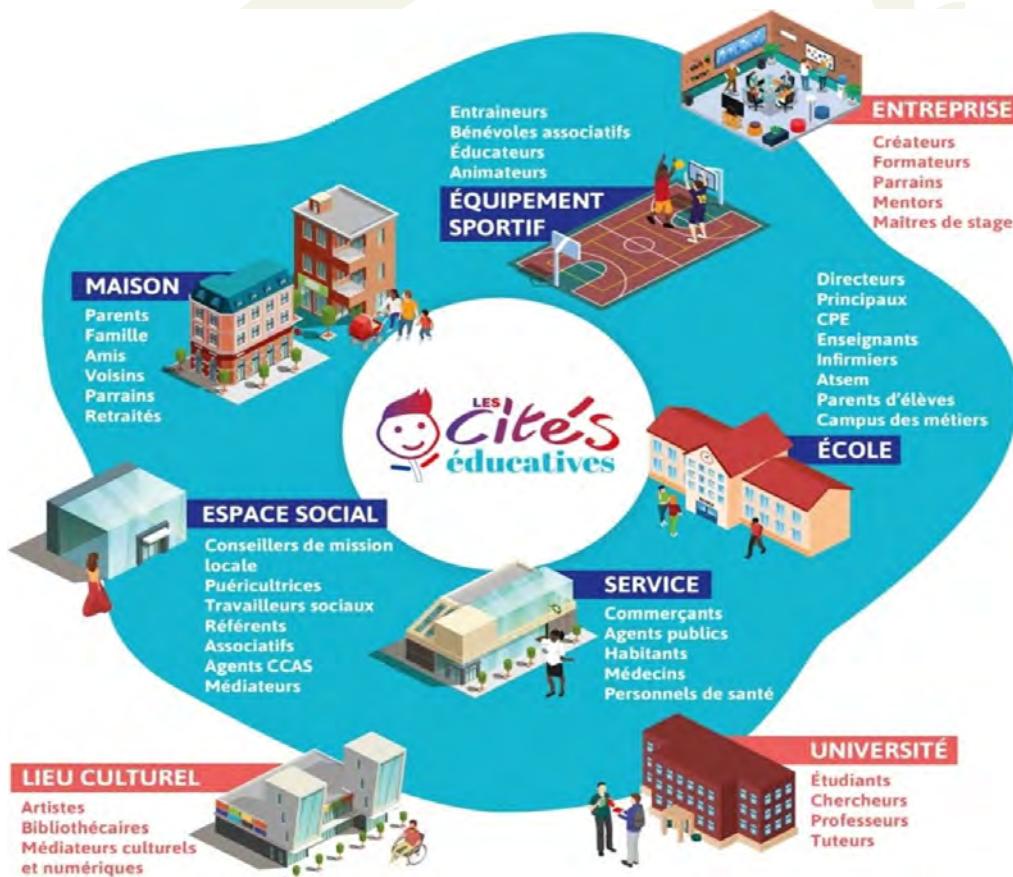 ENTREPRISE
Créateurs
Formateurs
Parrains
Mentors
Maîtres de stage
Entraineurs
Bénévoles associatifs
Éducateurs
Animateurs
ÉQUIPEMENT
SPORTIF
MAISON
Parents
Famille
Amis
Voisins
Parrains
Retraités
Directeurs
Principaux
CPE
Enseignants
Infirmiers
Atsem
Parents d'élèves
Campus des métiers
ÉCOLE
LES
Cités
éducatives
ESPACE SOCIAL
Conseillers de mission
locale
Puéricultrices
Travailleurs sociaux
Référents
Associatifs
Agents CCAS
Médiateurs
SERVICE
Commerçants
Agents publics
Habitants
Médecins
Personnels de santé
LIEU CULTUREL
Artistes
Bibliothécaires
Médiateurs culturels
et numériques
UNIVERSITÉ
Étudiants
Chercheurs
Professeurs
Tuteurs